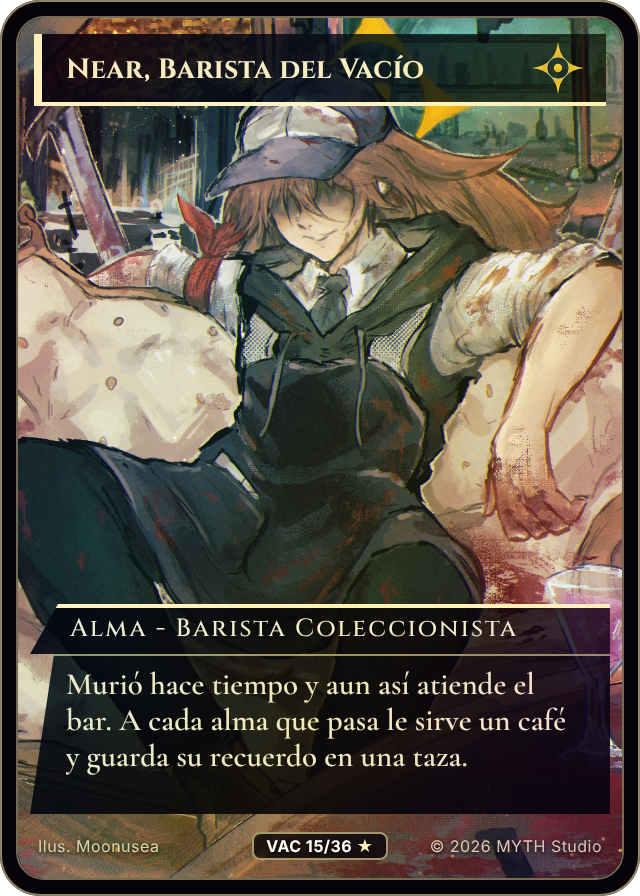 Near, Barista del Vacío
Alma - Barista Coleccionista
Murió hace tiempo y aun así atiende el
bar. A cada alma que pasa le sirve un café
y guarda su recuerdo en una taza.
Ilus. Moonusea
VAC 15/36 ★
© 2026 MYTH Studio